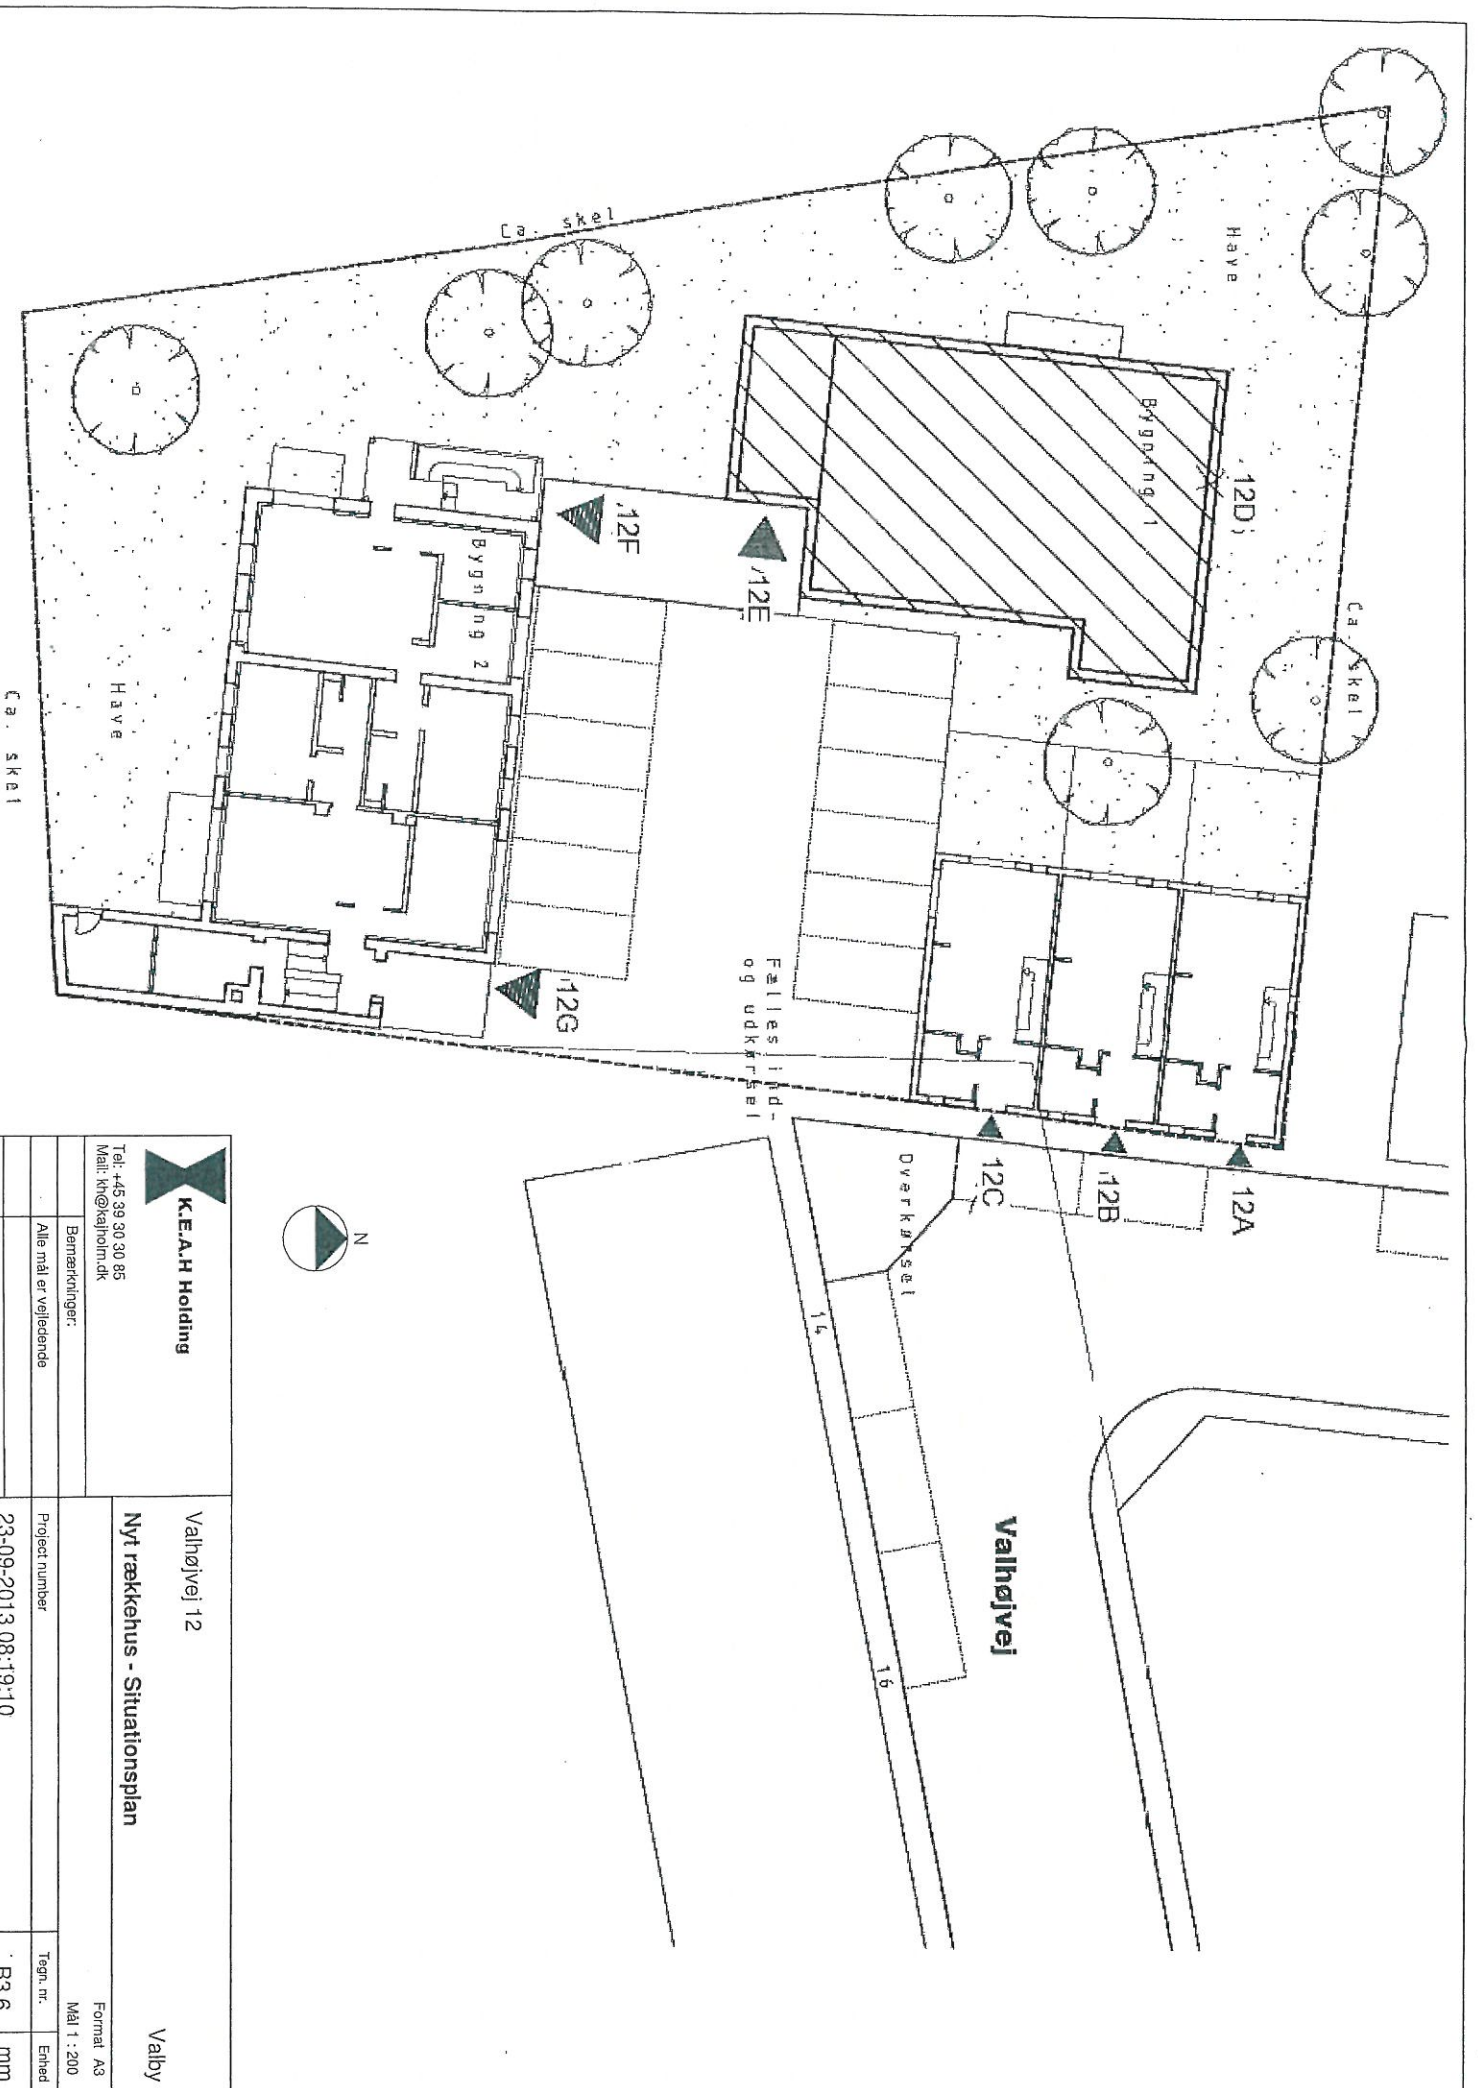 Have
Ca. skel
Ca. skel
Bygning 1
12D
12F
12E
Bygning 2
Have
Ca. skel
12G
Fælles ind-
og udkørsel
12A
12B
12C
Overkørsel
14
16
Valhøjvej
N
K.E.A.H Holding
Tel: +45 39 30 30 85
Mail: kh@kajholm.dk
Bemærkninger:
Alle mål er vejledende
Valhøjvej 12
Valby
Nyt rækkehus - Situationsplan
Format A3
Mål 1 : 200
Project number
Tegn. nr.
Enhed
23-09-2013 08:19:10
B3.6
mm